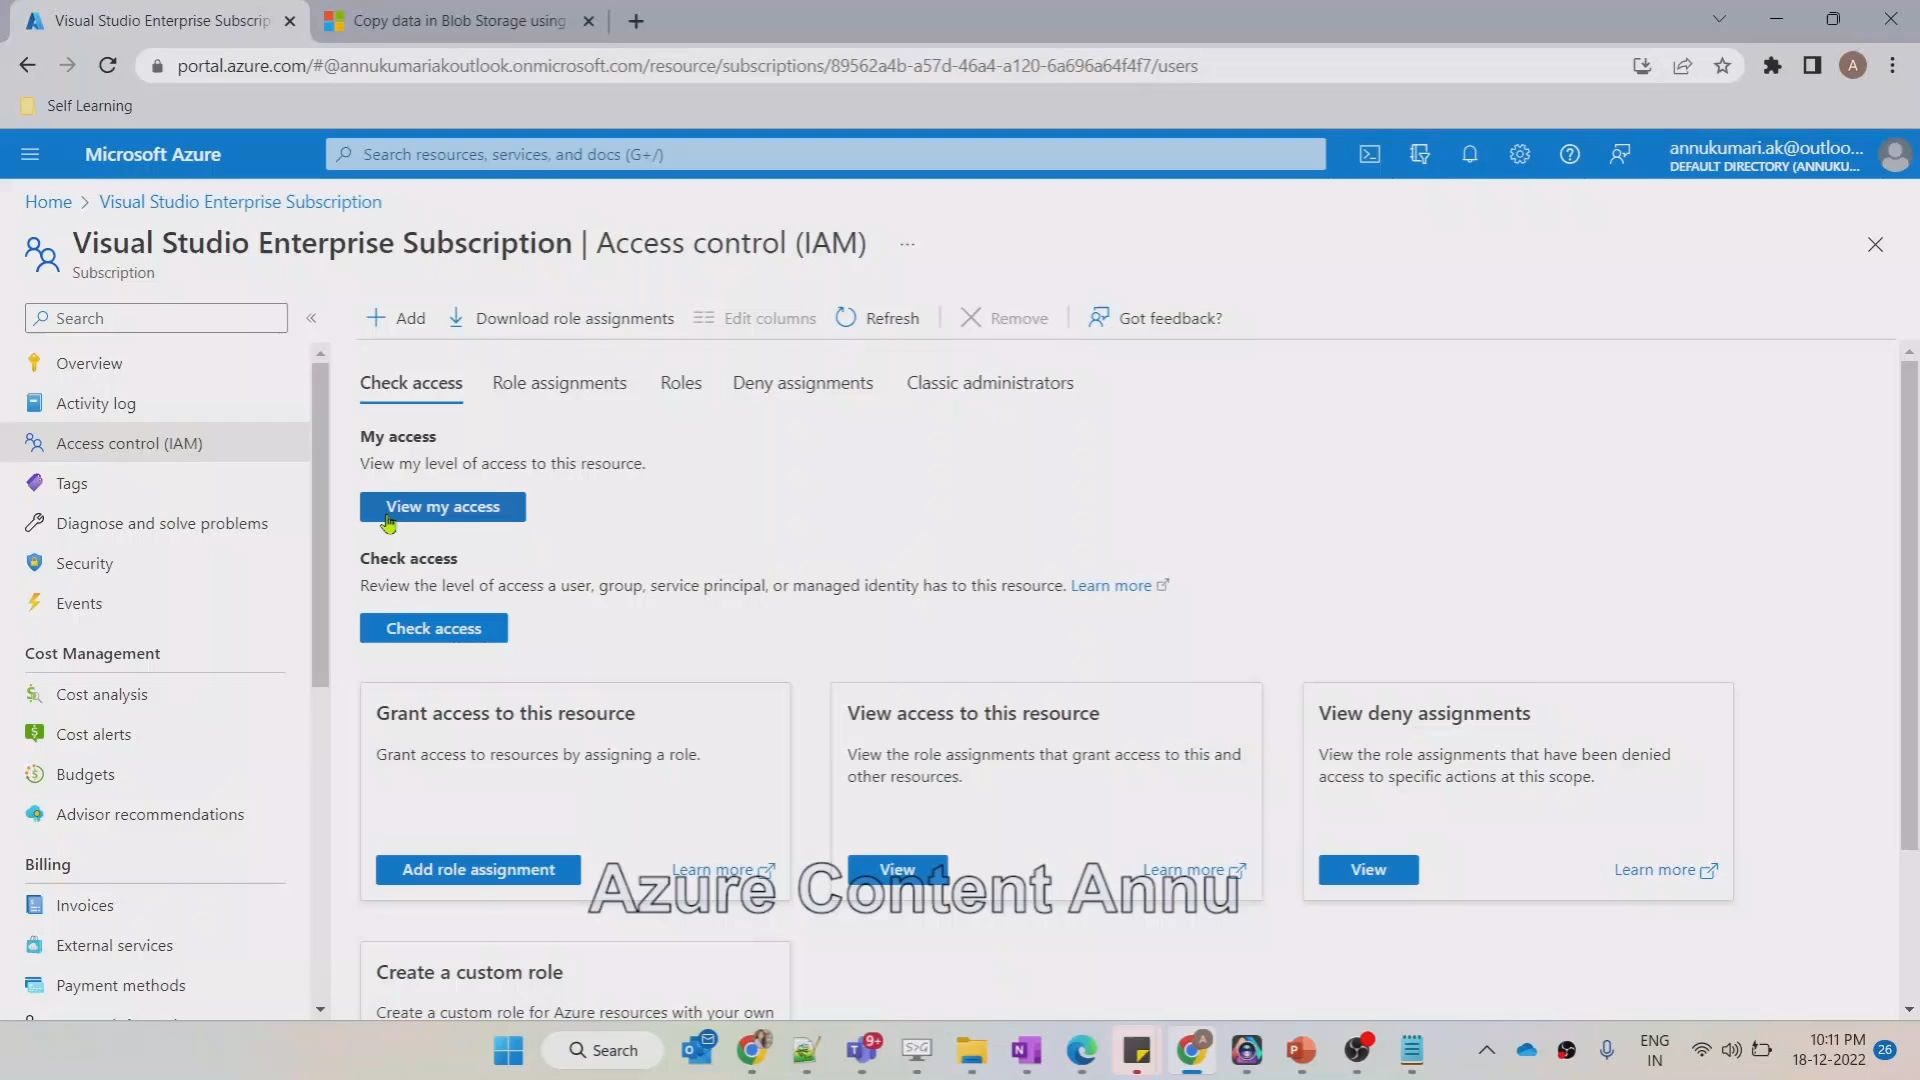 Visual Studio Enterprise Subscrip
Copy data in Blob Storage using
portal.azure.com/#@annukumariakoutlook.onmicrosoft.com/resource/subscriptions/89562a4b-a57d-46a4-a120-6a696a64f4f7/users
A
Self Learning
Microsoft Azure
Search resources, services, and docs (G+/)
annukumari.ak@outloo...
DEFAULT DIRECTORY (ANNUKU...
Home > Visual Studio Enterprise Subscription
Visual Studio Enterprise Subscription | Access control (IAM) ...
Subscription
Search
Add
Download role assignments
Edit columns
Refresh
Remove
Got feedback?
Overview
Activity log
Access control (IAM)
Tags
Diagnose and solve problems
Security
Events
Cost Management
Cost analysis
Cost alerts
Budgets
Advisor recommendations
Billing
Invoices
External services
Payment methods
Check access
Role assignments
Roles
Deny assignments
Classic administrators
My access
View my level of access to this resource.
View my access
Check access
Review the level of access a user, group, service principal, or managed identity has to this resource. Learn more
Check access
Grant access to this resource
Grant access to resources by assigning a role.
Add role assignment
Learn more
View access to this resource
View the role assignments that grant access to this and
other resources.
View
Learn more
View deny assignments
View the role assignments that have been denied
access to specific actions at this scope.
View
Learn more
Azure Content Annu
Create a custom role
Create a custom role for Azure resources with your own
Search
9+
ENG
IN
10:11 PM
18-12-2022
26